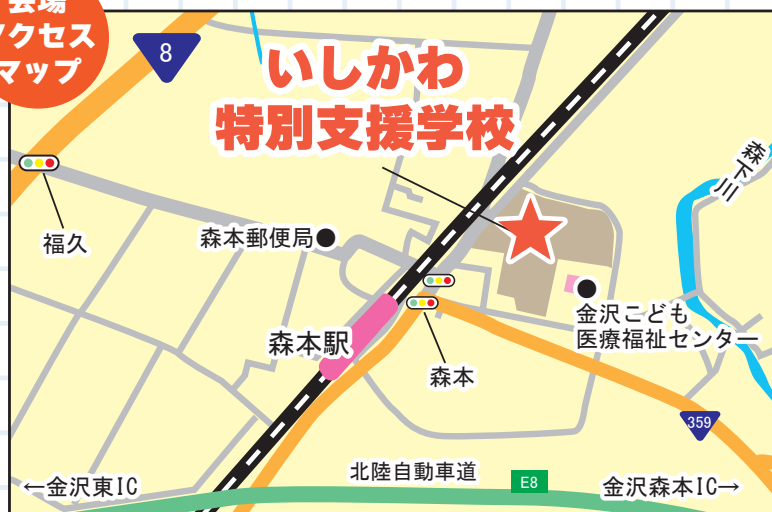 会場
アクセス
マップ
8
いしかわ
特別支援学校
森下川
福久
森本郵便局
金沢こども
医療福祉センター
森本駅
森本
359
北陸自動車道
E8
←金沢東IC
金沢森本IC→